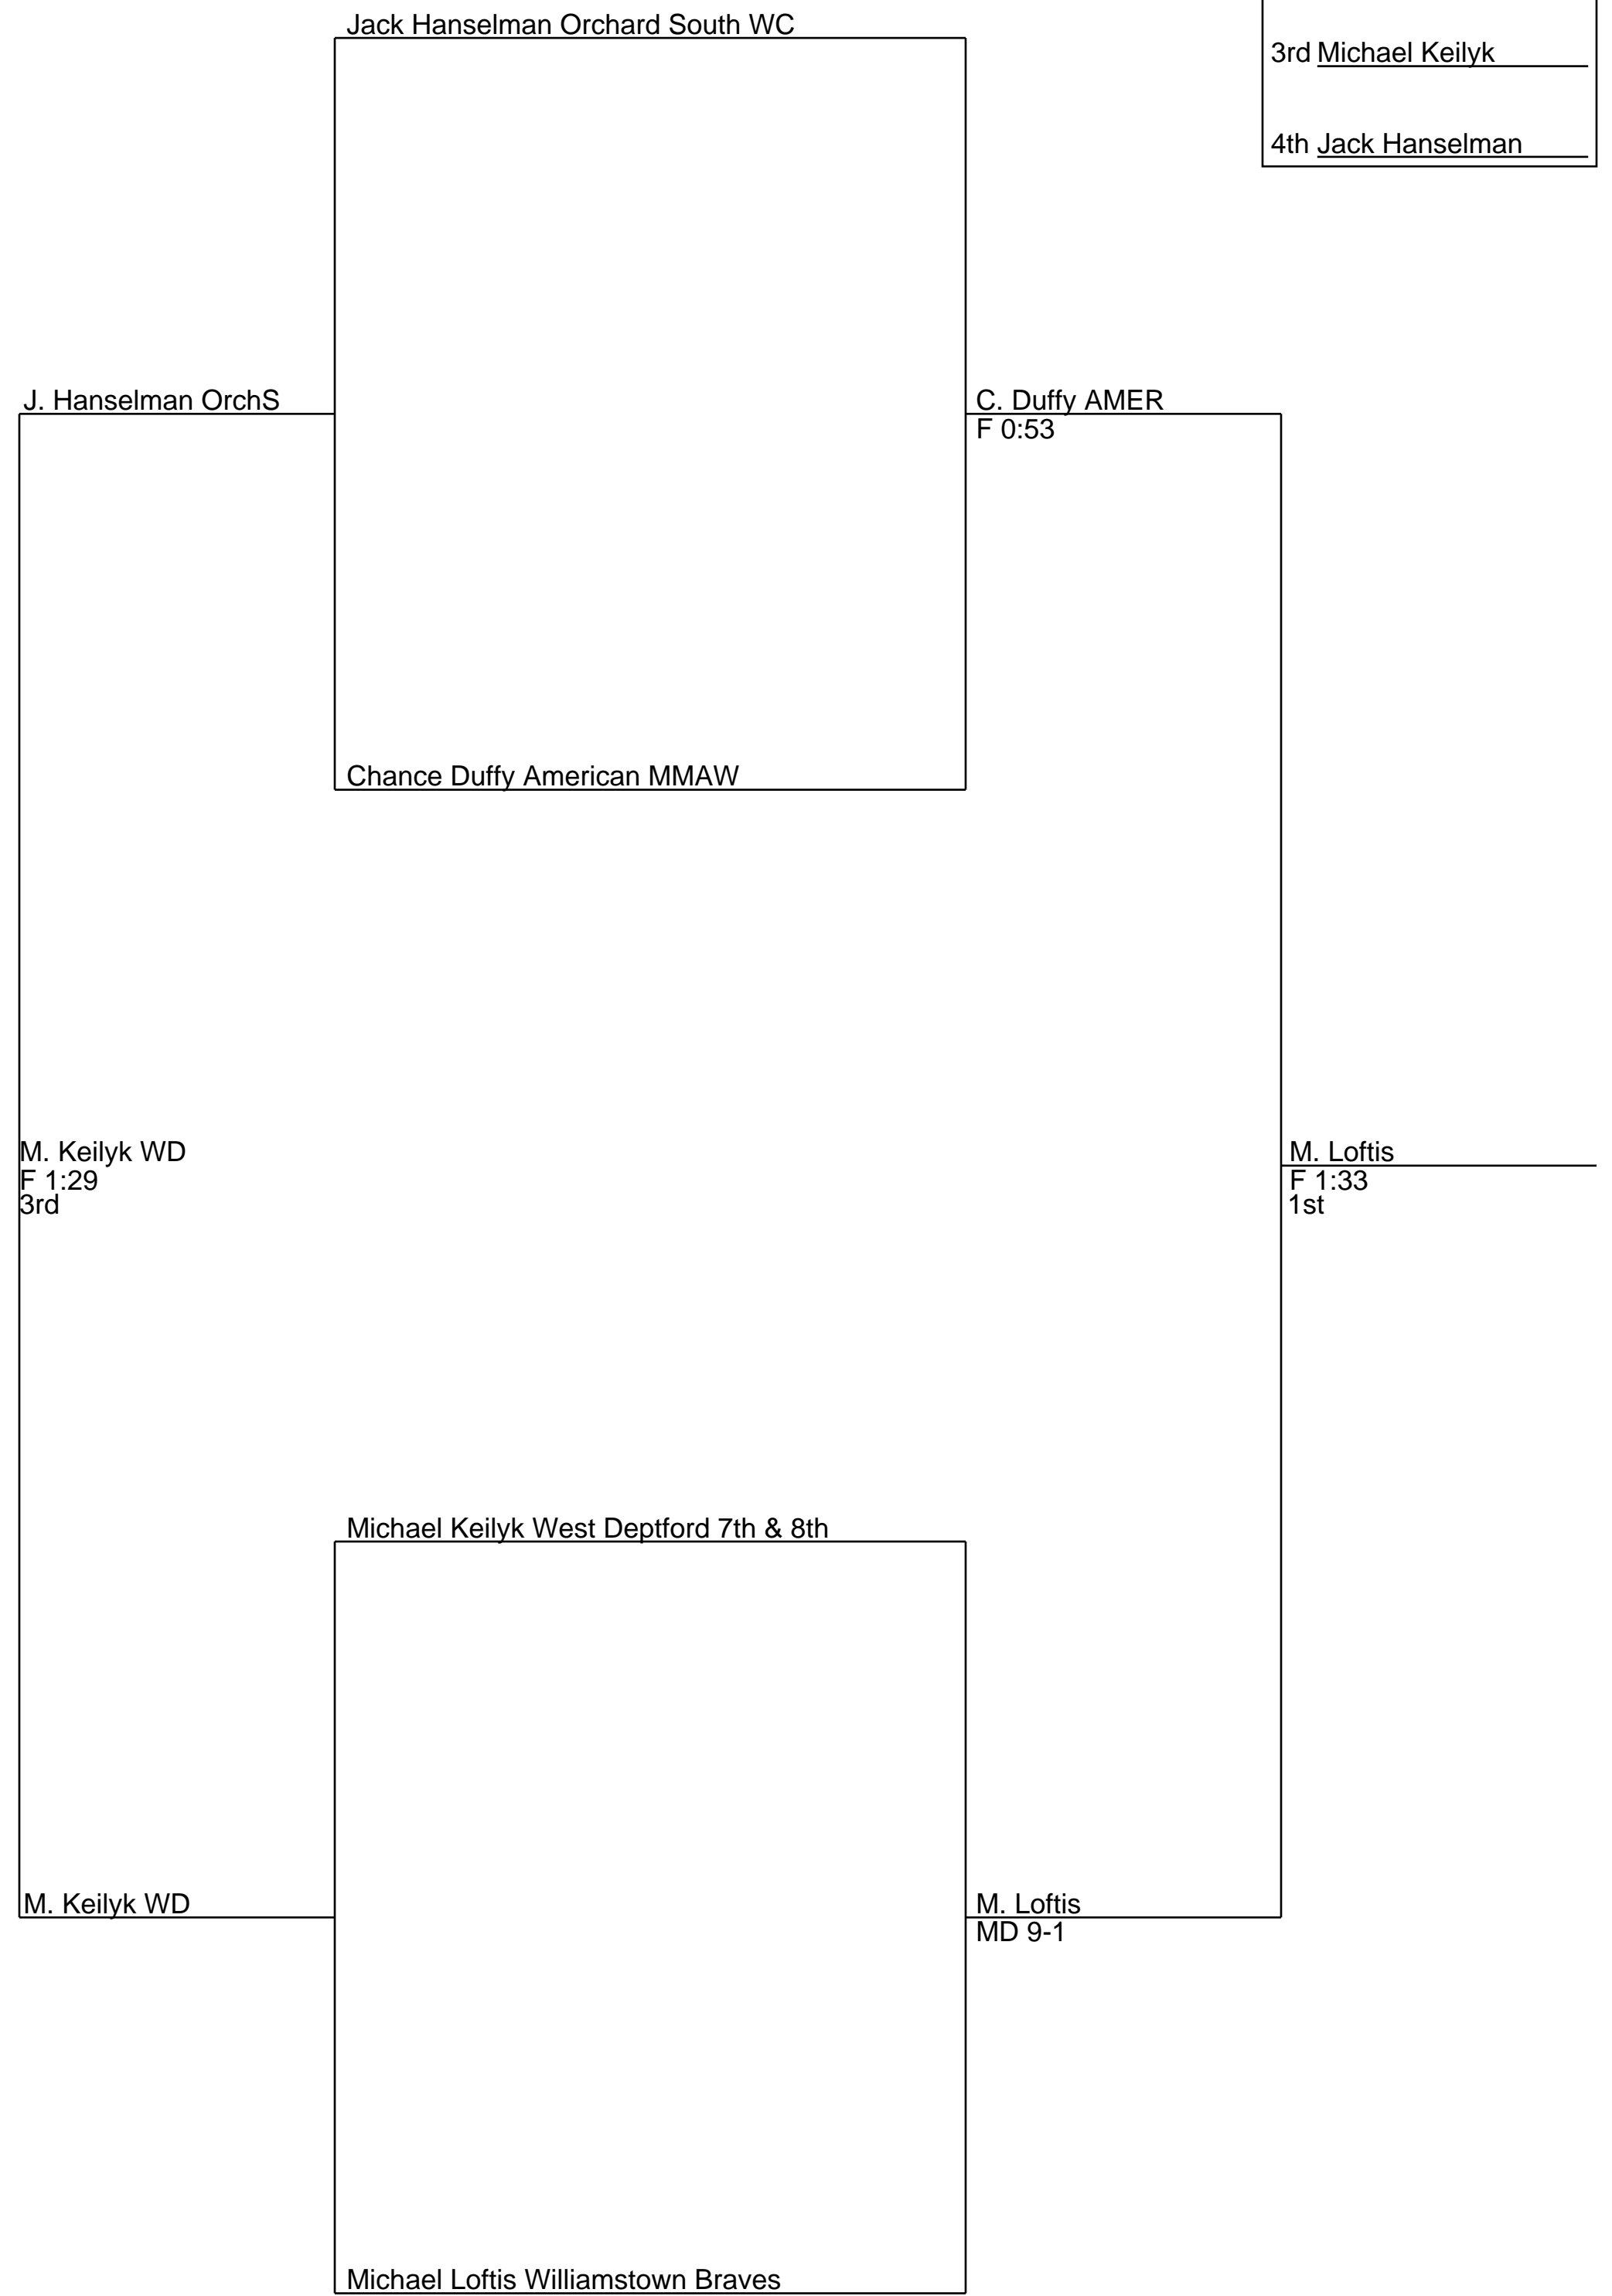 Jack Hanselman Orchard South WC
3rd Michael Keilyk
4th Jack Hanselman
J. Hanselman OrchS
C. Duffy AMER
F 0:53
Chance Duffy American MMAW
M. Keilyk WD
F 1:29
3rd
M. Loftis
F 1:33
1st
Michael Keilyk West Deptford 7th & 8th
M. Keilyk WD
M. Loftis
MD 9-1
Michael Loftis Williamstown Braves